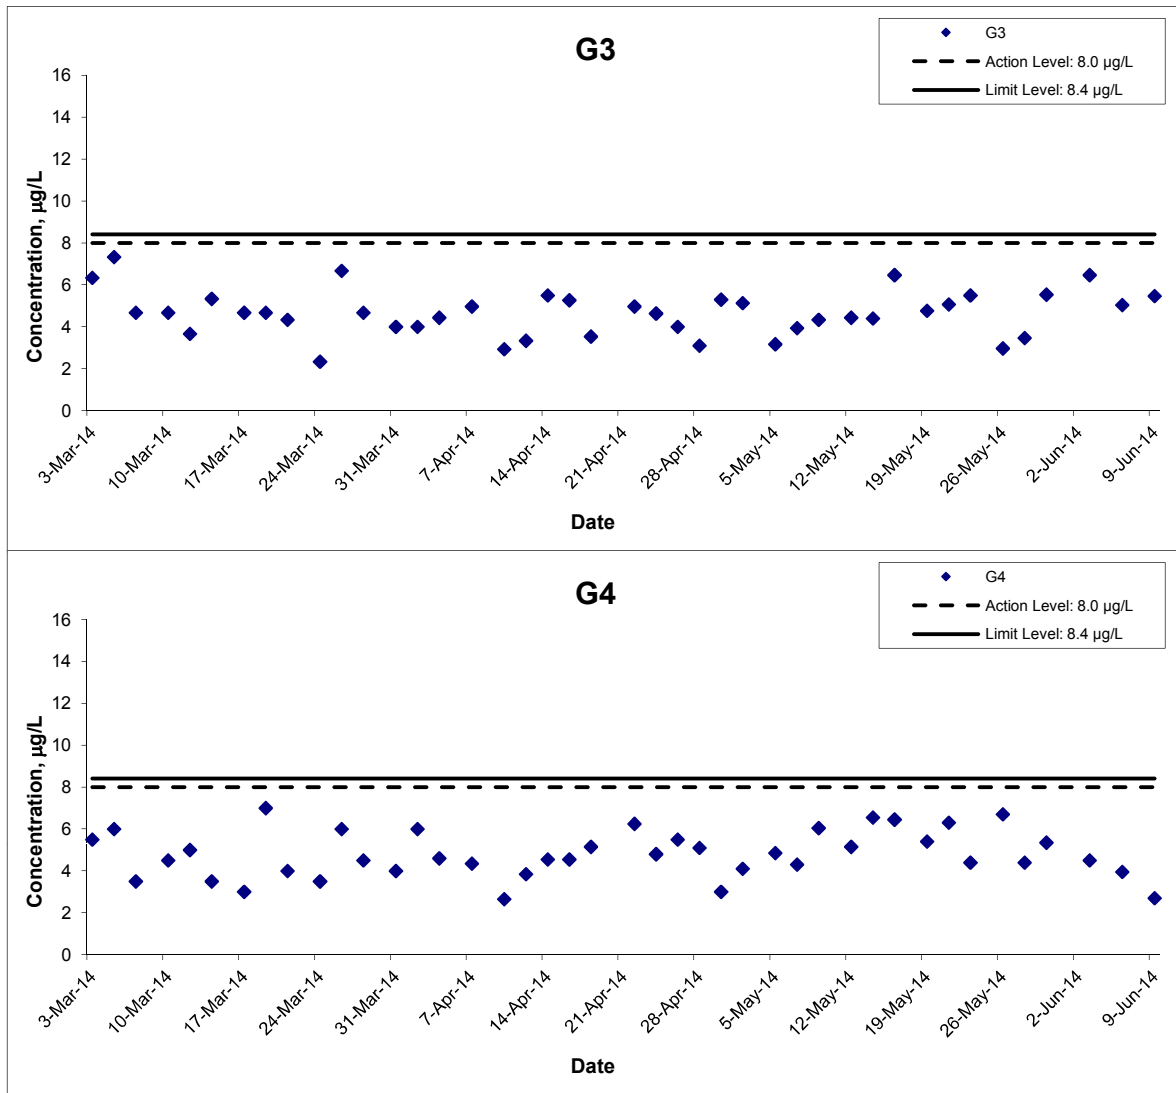 G3
G3
Action Level: 8.0 µg/L
Limit Level: 8.4 µg/L
Concentration, µg/L
16
14
12
10
8
6
4
2
0
3-Mar-14
10-Mar-14
17-Mar-14
24-Mar-14
31-Mar-14
7-Apr-14
14-Apr-14
21-Apr-14
28-Apr-14
5-May-14
12-May-14
19-May-14
26-May-14
2-Jun-14
9-Jun-14
Date
G4
G4
Action Level: 8.0 µg/L
Limit Level: 8.4 µg/L
Concentration, µg/L
16
14
12
10
8
6
4
2
0
3-Mar-14
10-Mar-14
17-Mar-14
24-Mar-14
31-Mar-14
7-Apr-14
14-Apr-14
21-Apr-14
28-Apr-14
5-May-14
12-May-14
19-May-14
26-May-14
2-Jun-14
9-Jun-14
Date